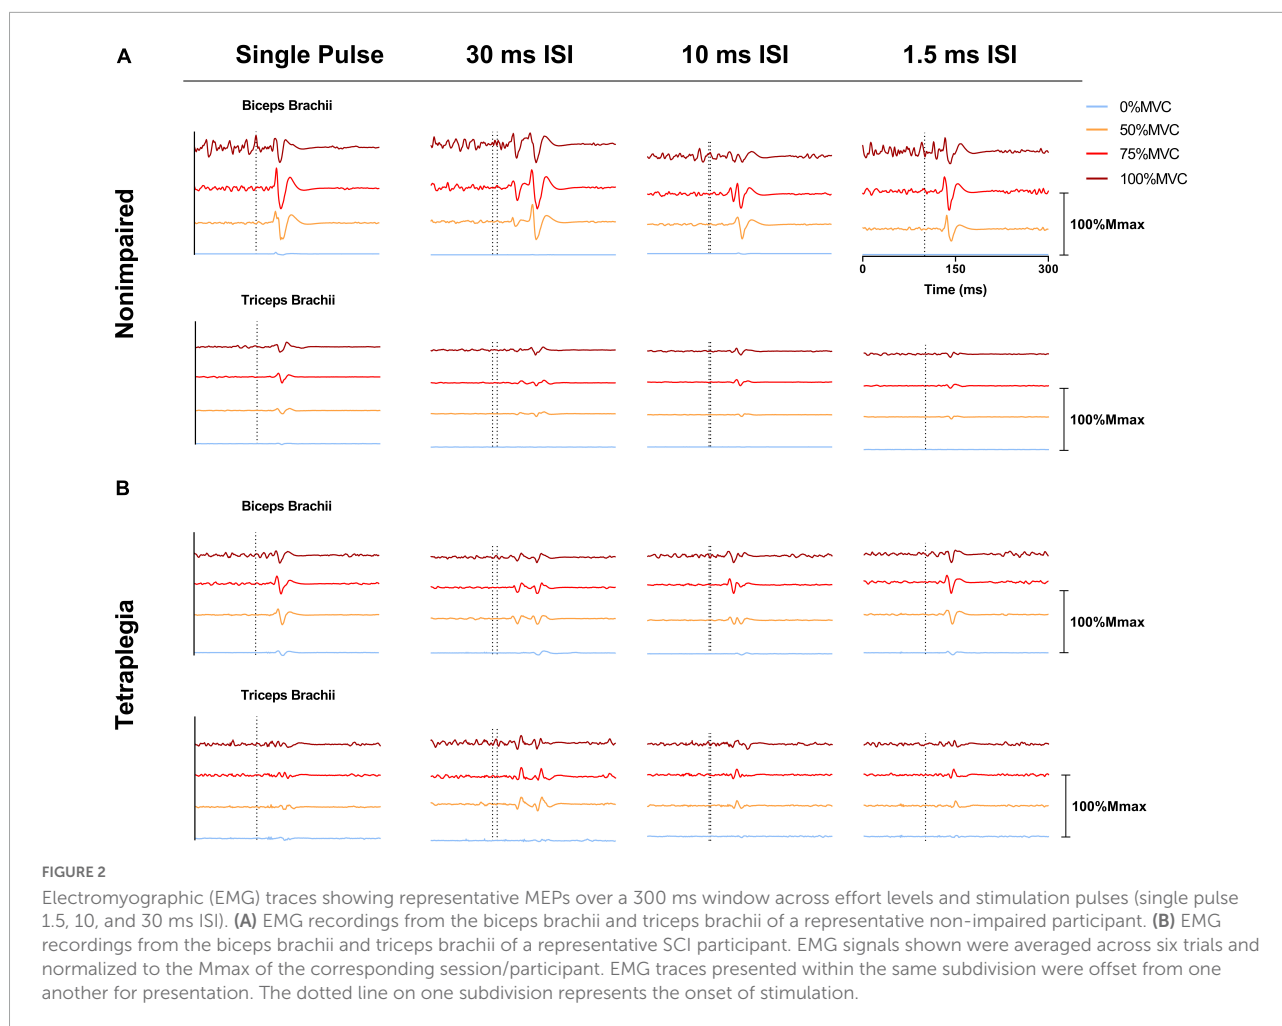 A Single Pulse 30 ms ISI 10 ms ISI 1.5 ms ISI
Biceps Brachii
0%MVC
50%MVC
75%MVC
100%MVC
100%Mmax
Nonimpaired
0 150 300
Time (ms)
Triceps Brachii
100%Mmax
B
Biceps Brachii
100%Mmax
Tetraplegia
Triceps Brachii
100%Mmax
FIGURE 2
Electromyographic (EMG) traces showing representative MEPs over a 300 ms window across effort levels and stimulation pulses (single pulse
1.5, 10, and 30 ms ISI). (A) EMG recordings from the biceps brachii and triceps brachii of a representative non-impaired participant. (B) EMG
recordings from the biceps brachii and triceps brachii of a representative SCI participant. EMG signals shown were averaged across six trials and
normalized to the Mmax of the corresponding session/participant. EMG traces presented within the same subdivision were offset from one
another for presentation. The dotted line on one subdivision represents the onset of stimulation.